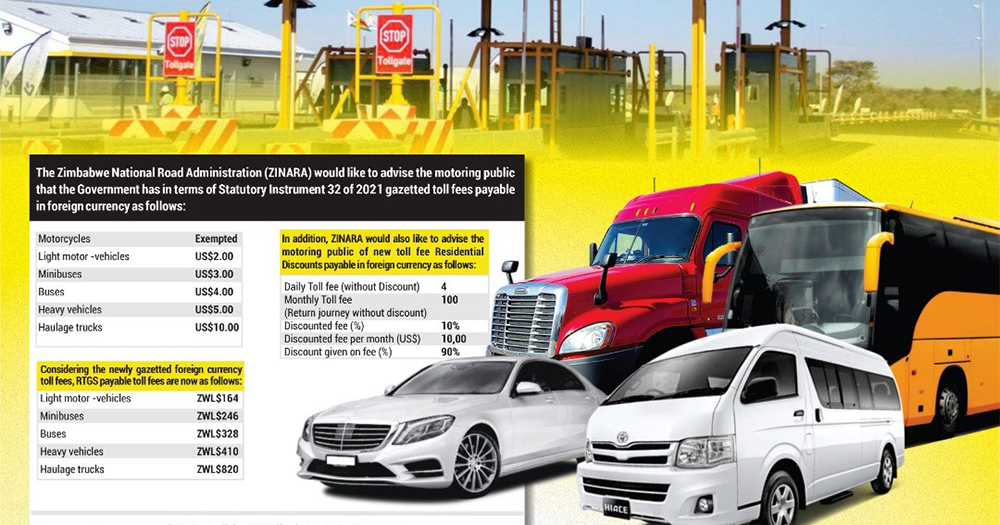 STOP
Tollgate
STOP
Tollgate
The Zimbabwe National Road Administration (ZINARA) would like to advise the motoring public
that the Government has in terms of Statutory Instrument 32 of 2021 gazetted toll fees payable
in foreign currency as follows:
Motorcycles Exempted
Light motor -vehicles US$2.00
Minibuses US$3.00
Buses US$4.00
Heavy vehicles US$5.00
Haulage trucks US$10.00
Considering the newly gazetted foreign currency
toll fees, RTGS payable toll fees are now as follows:
Light motor -vehicles ZWL$164
Minibuses ZWL$246
Buses ZWL$328
Heavy vehicles ZWL$410
Haulage trucks ZWL$820
In addition, ZINARA would also like to advise the
motoring public of new toll fee Residential
Discounts payable in foreign currency as follows:
Daily Toll fee (without Discount) 4
Monthly Toll fee 100
(Return journey without discount)
Discounted fee (%) 10%
Discounted fee per month (US$) 10,00
Discount given on fee (%) 90%
HIACE